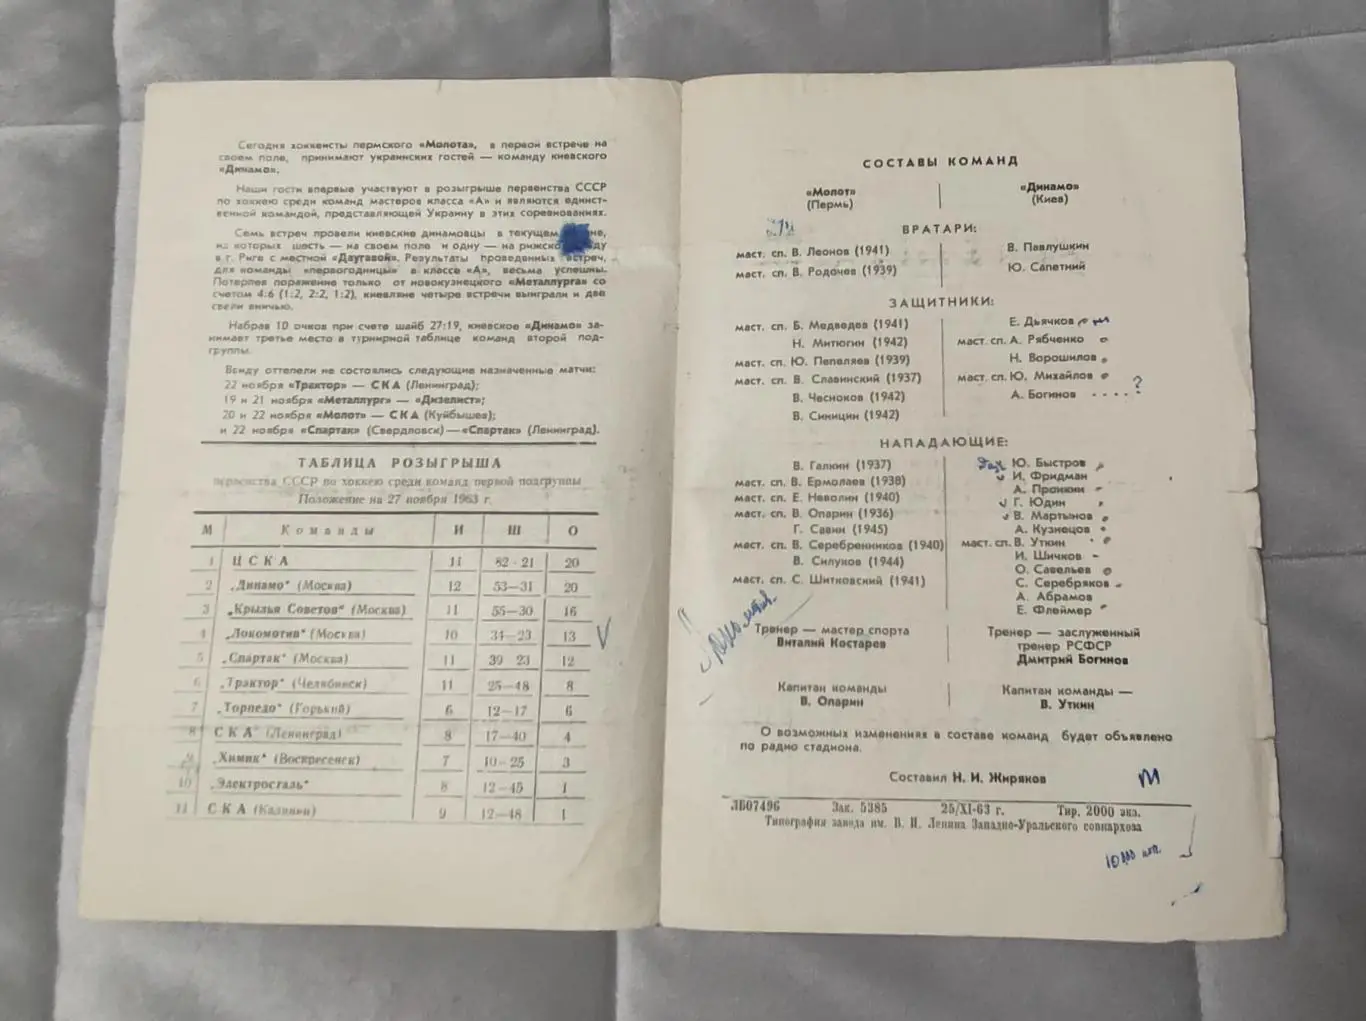 Сегодня хоккеисты пермского «Молота», в первой встрече на
своем поле, принимают украинских гостей — команду киевского
«Динамо».
Наши гости впервые участвуют в розыгрыше первенства СССР
по хоккею среди команд мастеров класса «А» и являются единст-
венной командой, представляющей Украину в этих соревнованиях.
Семь встреч провели киевские динамовцы в текущем
из которых шесть — на своем поле и одну — на рижском льду
в г. Риге с местной «Даугавой». Результаты проведенных встреч,
для команды «первогодницы» в классе «А», весьма успешны.
Потерпев поражение только от новокузнецкого «Металлурга» со
счетом 4:6 (1:2, 2:2, 1:2), киевляне четыре встречи выиграли и две
свели вничью.
Набрав 10 очков при счете шайб 27:19, киевское «Динамо» за-
нимает третье место в турнирной таблице команд второй под-
группы.
Ввиду оттепели не состоялись следующие назначенные матчи:
22 ноября «Трактор» — СКА (Ленинград);
19 и 21 ноября «Металлург» — «Дизелист»;
20 и 22 ноября «Молот» — СКА (Куйбышев);
и 22 ноября «Спартак» (Свердловск) — «Спартак» (Ленинград).
ТАБЛИЦА РОЗЫГРЫША
первенства СССР по хоккею среди команд первой подгруппы
Положение на 27 ноября 1963 г.
М Команды И Ш О
1 ЦСКА 11 82-21 20
2 „Динамо" (Москва) 12 53—31 20
3 „Крылья Советов" (Москва) 11 55—30 16
4 „Локомотив" (Москва) 10 34—23 13
5 „Спартак" (Москва) 11 39 23 12
6 „Трактор" (Челябинск) 11 25—48 8
7 „Торпедо" (Горький) 6 12—17 6
8 СКА (Ленинград) 8 17—40 4
9 „Химик" (Воскресенск) 7 10-25 3
10 „Электросталь" 8 12—45 1
11 СКА (Калинин) 9 12—48 1
СОСТАВЫ КОМАНД
«Молот»
(Пермь)
«Динамо»
(Киев)
ВРАТАРИ:
маст. сп. В. Леонов (1941)
маст. сп. В. Родочев (1939)
В. Павлушкин
Ю. Сапетний
ЗАЩИТНИКИ:
маст. сп. Б. Медведев (1941)
Н. Митюгин (1942)
маст. сп. Ю. Пепеляев (1939)
маст. сп. В. Славинский (1937)
В. Чесноков (1942)
В. Синицин (1942)
Е. Дьячков
маст. сп. А. Рябченко
Н. Ворошилов
маст. сп. Ю. Михайлов
А. Богинов ?
НАПАДАЮЩИЕ:
В. Галкин (1937)
маст. сп. В. Ермолаев (1938)
маст. сп. Е. Неволин (1940)
маст. сп. В. Опарин (1936)
Г. Савин (1945)
маст. сп. В. Серебренников (1940)
В. Силуков (1944)
маст. сп. С. Шитковский (1941)
Ю. Быстров
И. Фридман
А. Пронкин
Г. Юдин
В. Мартынов
А. Кузнецов
маст. сп. В. Уткин
И. Шичков
О. Савельев
С. Серебряков
А. Абрамов
Е. Флеймер
Тренер — мастер спорта
Виталий Костарев
Тренер — заслуженный
тренер РСФСР
Дмитрий Богинов
Капитан команды
В. Опарин
Капитан команды —
В. Уткин
О возможных изменениях в составе команд будет объявлено
по радио стадиона.
Составил Н. И. Жиряков
ЛБ07496 Зак. 5385 25/XI-63 г. Тир. 2000 экз.
Типография завода им. В. И. Ленина Западно-Уральского совнархоза